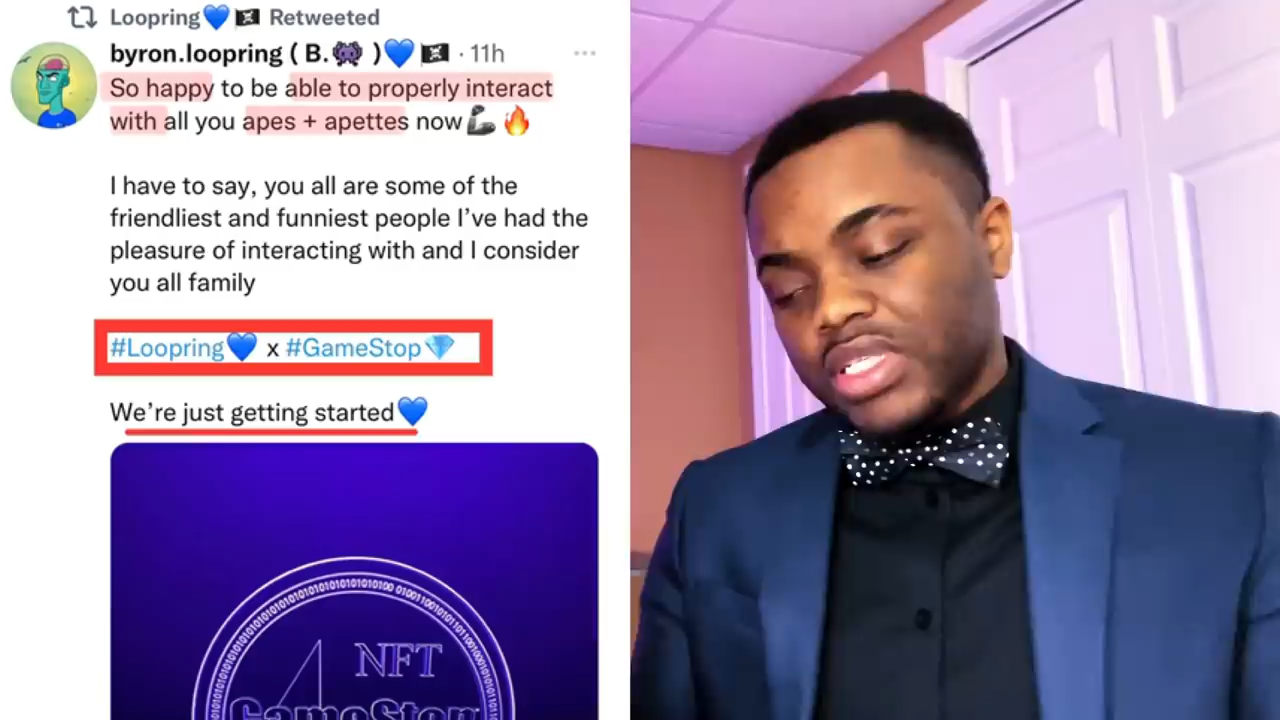 Loopring💙🏴‍☠️ Retweeted
byron.loopring ( B.👾 )💙🏴‍☠️ · 11h
So happy to be able to properly interact
with all you apes + apettes now🦾🔥
I have to say, you all are some of the
friendliest and funniest people I’ve had the
pleasure of interacting with and I consider
you all family
#Loopring💙 x #GameStop💎
We’re just getting started💙
NFT
GameStop